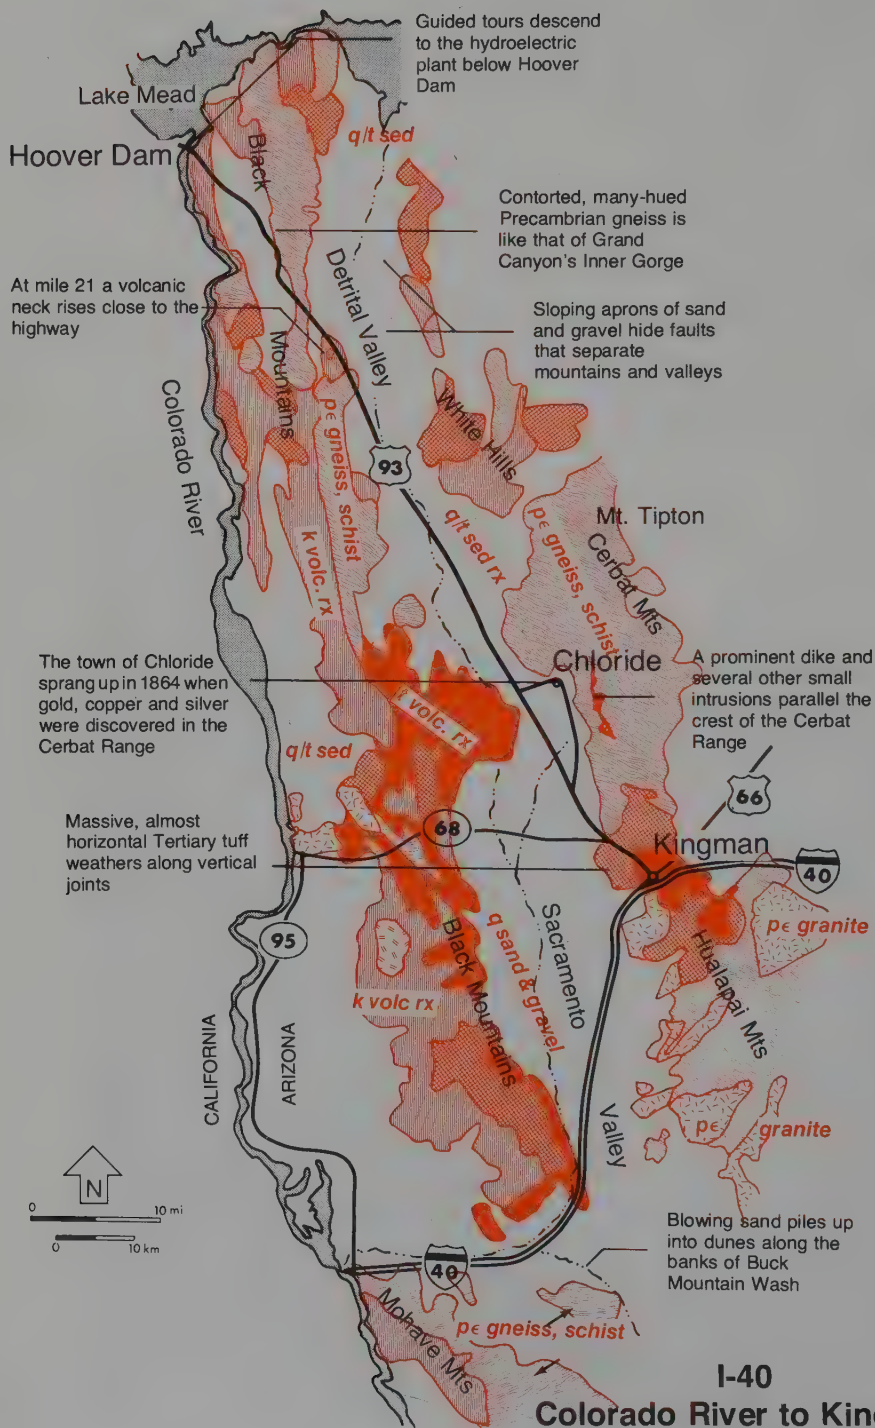 Guided tours descend
to the hydroelectric
plant below Hoover
Dam
Lake Mead
Hoover Dam
Black
q/t sed
Contorted, many-hued
Precambrian gneiss is
like that of Grand
Canyon's Inner Gorge
At mile 21 a volcanic
neck rises close to the
highway
Detrital Valley
Sloping aprons of sand
and gravel hide faults
that separate
mountains and valleys
Mountains
Colorado River
pЄ gneiss, schist
White Hills
93
k volc. rx
q/t sed rx
pЄ gneiss, schist
Mt. Tipton
Cerbat Mts
The town of Chloride
sprang up in 1864 when
gold, copper and silver
were discovered in the
Cerbat Range
Chloride
A prominent dike and
several other small
intrusions parallel the
crest of the Cerbat
Range
volc. rx
q/t sed
66
Massive, almost
horizontal Tertiary tuff
weathers along vertical
joints
68
Kingman
40
95
pЄ granite
Sacramento
Valley
q sand & gravel
Black Mountains
Hualapai Mts
k volc rx
CALIFORNIA
ARIZONA
pЄ granite
N
0 10 mi
0 10 km
Blowing sand piles up
into dunes along the
banks of Buck
Mountain Wash
40
Mohave Mts
pЄ gneiss, schist
I-40
Colorado River to King